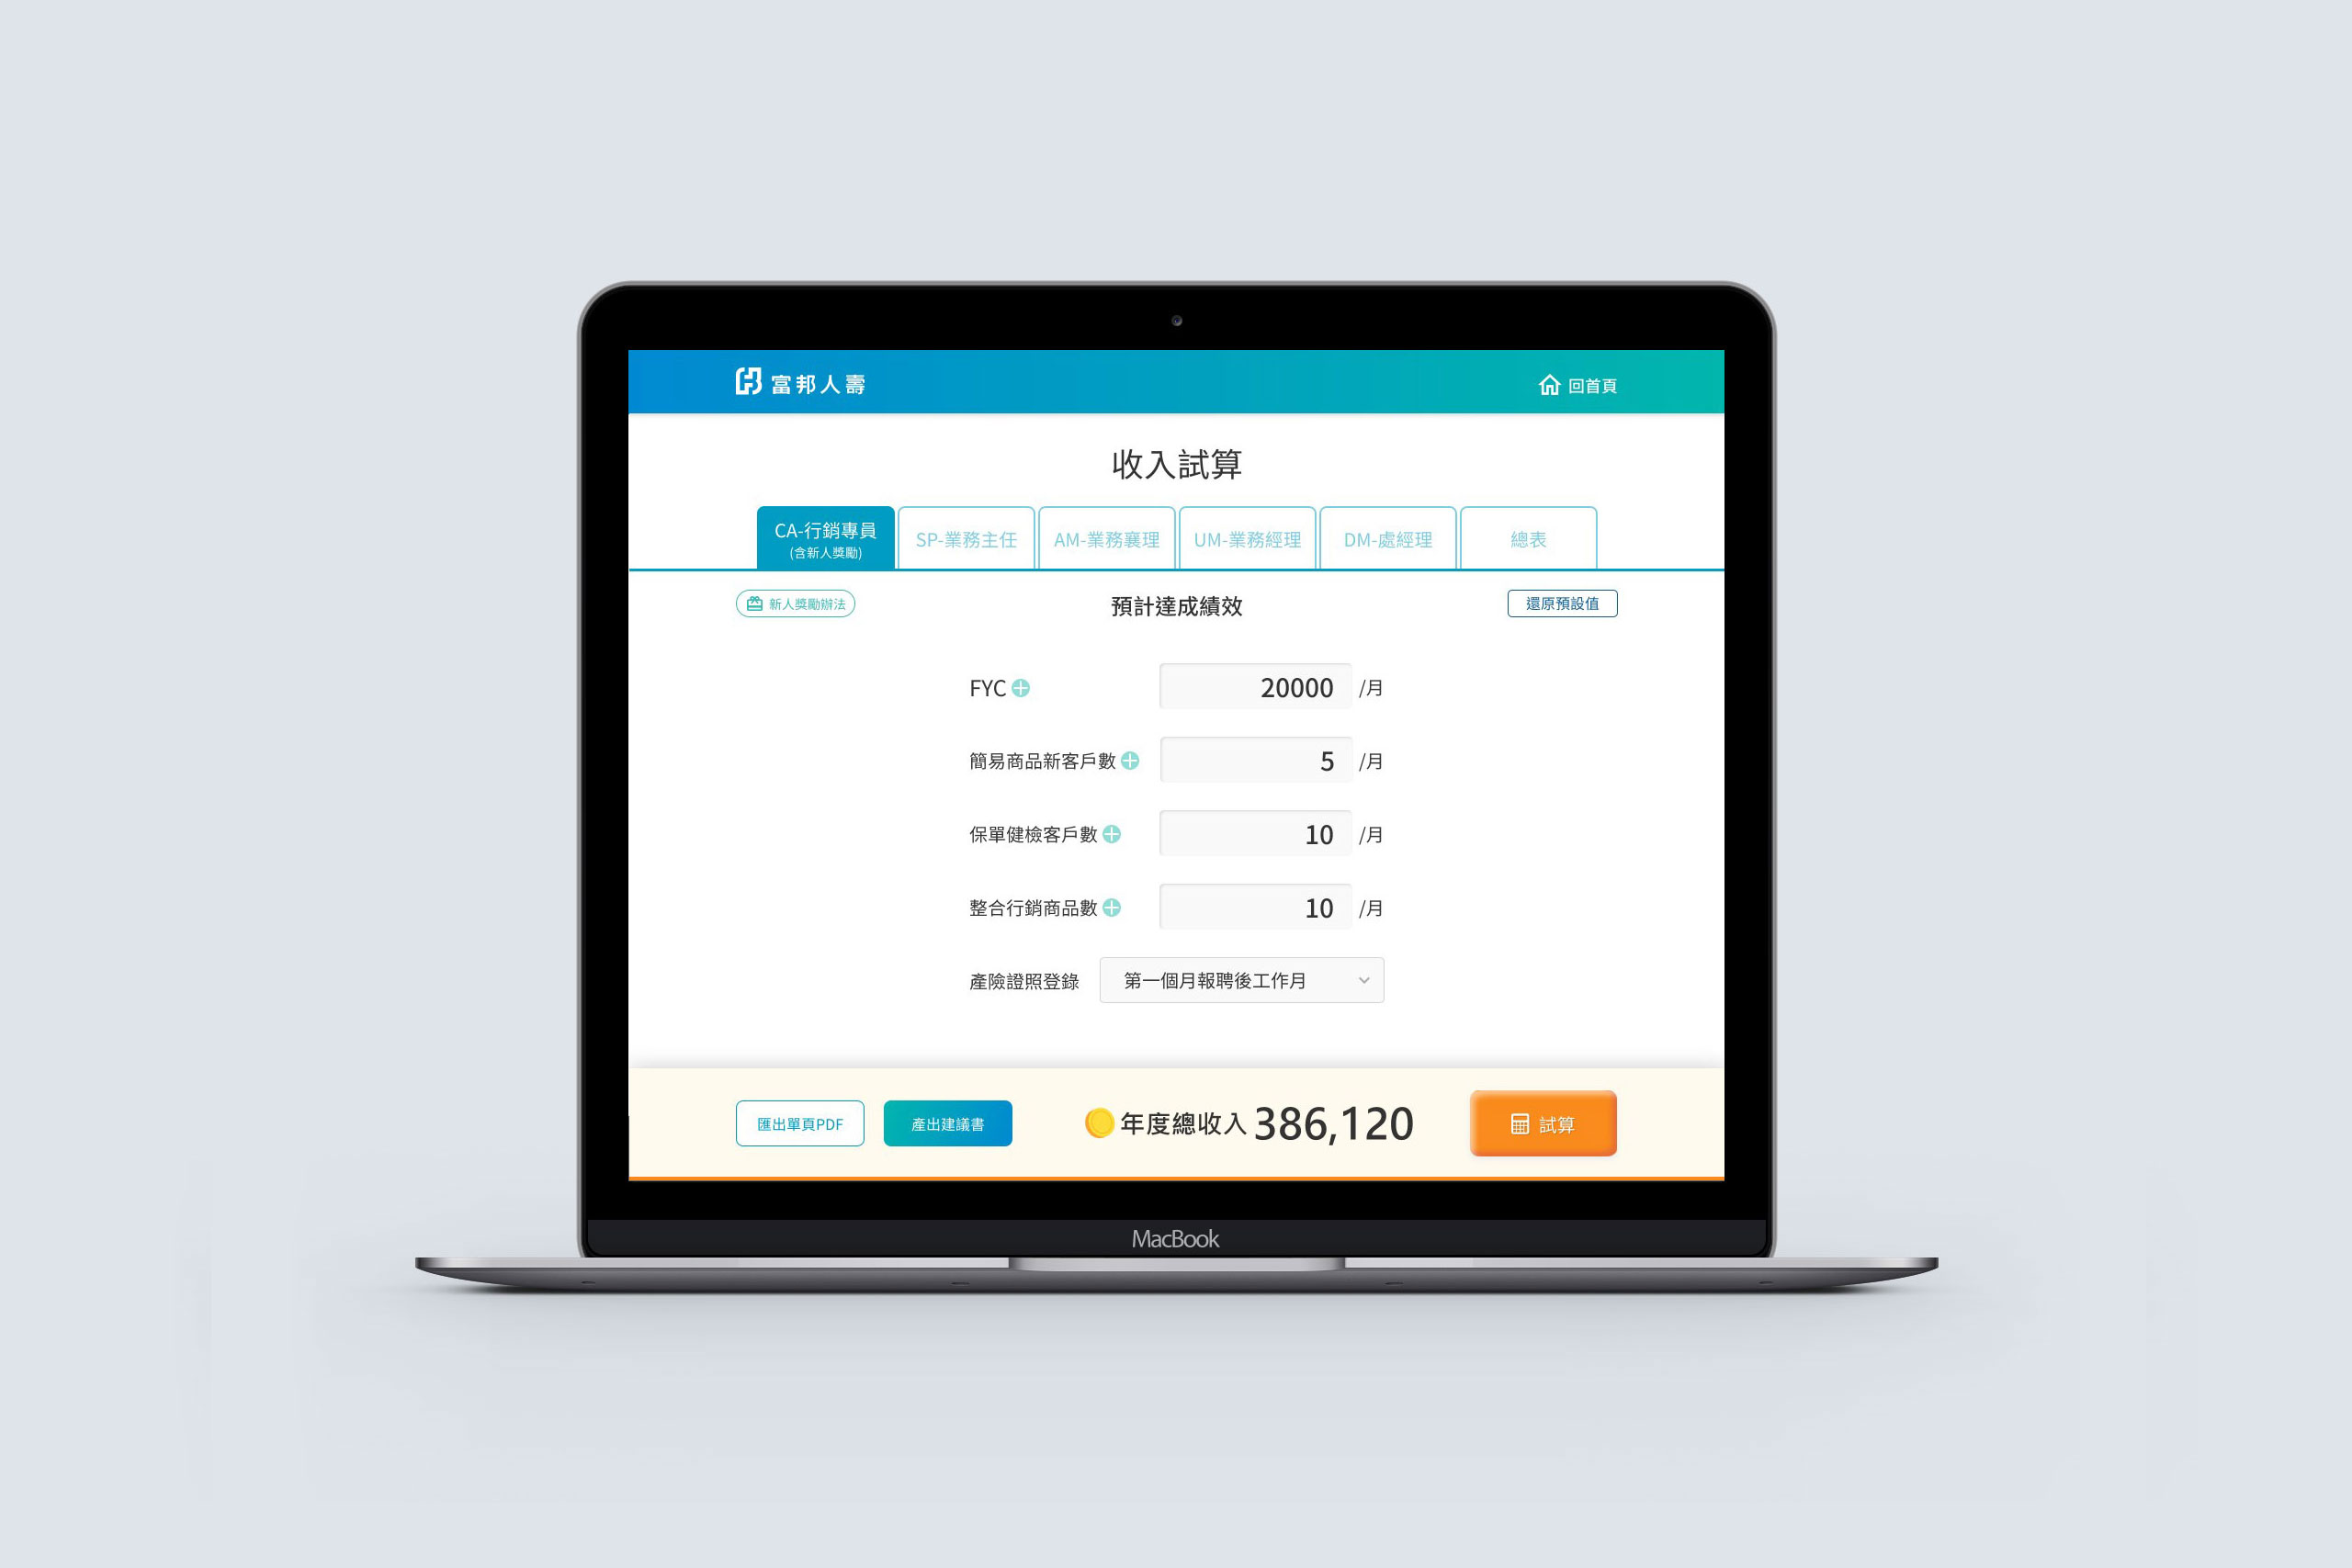 富邦人壽
回首頁
收入試算
CA-行銷專員
(含新人獎勵)
SP-業務主任
AM-業務襄理
UM-業務經理
DM-處經理
總表
新人獎勵辦法
預計達成績效
還原預設值
FYC 20000 /月
簡易商品新客戶數 5 /月
保單健檢客戶數 10 /月
整合行銷商品數 10 /月
產險證照登錄 第一個月報聘後工作月
匯出單頁PDF
產出建議書
年度總收入 386,120
試算
MacBook